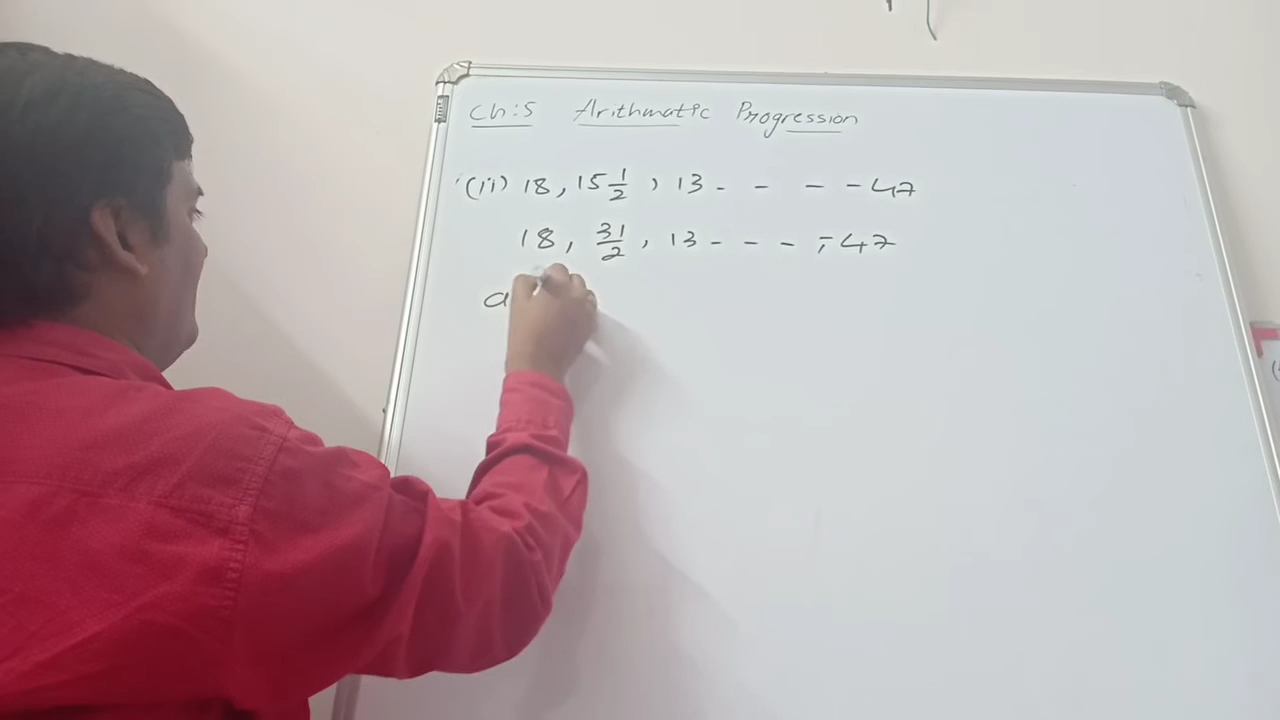 Ch:5 Arithmatic Progression
(ii) 18, 15 1/2, 13 - - - -47
18, 31/2, 13 - - - , -47
a